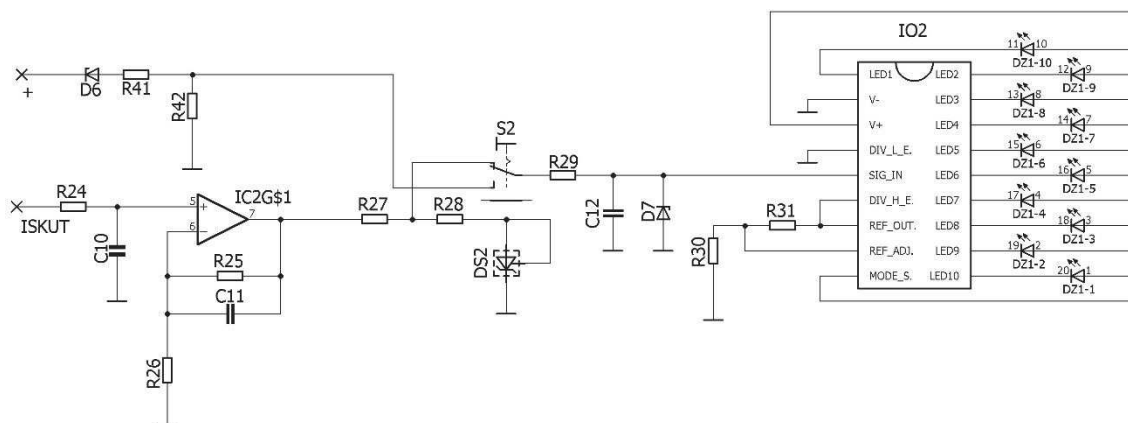 IO2
11 10
DZ1-10
12 9
DZ1-9
13 8
DZ1-8
14 7
DZ1-7
15 6
DZ1-6
16 5
DZ1-5
17 4
DZ1-4
18 3
DZ1-3
19 2
DZ1-2
20 1
DZ1-1
LED1 LED2
V- LED3
V+ LED4
DIV_L_E. LED5
SIG_IN LED6
DIV_H_E. LED7
REF_OUT. LED8
REF_ADJ. LED9
MODE_S. LED10
+
D6
R41
R42
S2
R29
C12
D7
R31
R30
R24
ISKUT
C10
IC2G$1
5
+
6
−
7
R25
C11
R26
R27
R28
DS2